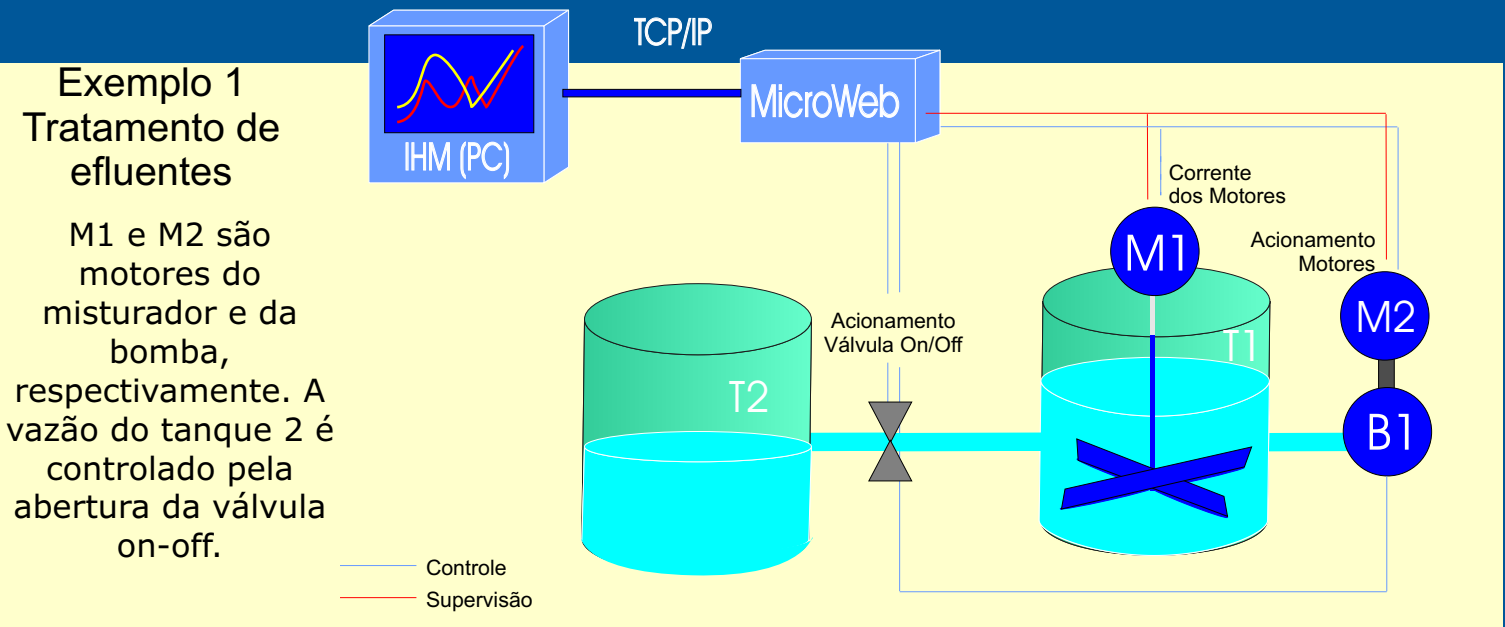 TCP/IP
Exemplo 1
Tratamento de
efluentes
M1 e M2 são
motores do
misturador e da
bomba,
respectivamente. A
vazão do tanque 2 é
controlado pela
abertura da válvula
on-off.
IHM (PC)
MicroWeb
Corrente
dos Motores
M1
Acionamento
Motores
M2
Acionamento
Válvula On/Off
T1
T2
B1
Controle
Supervisão